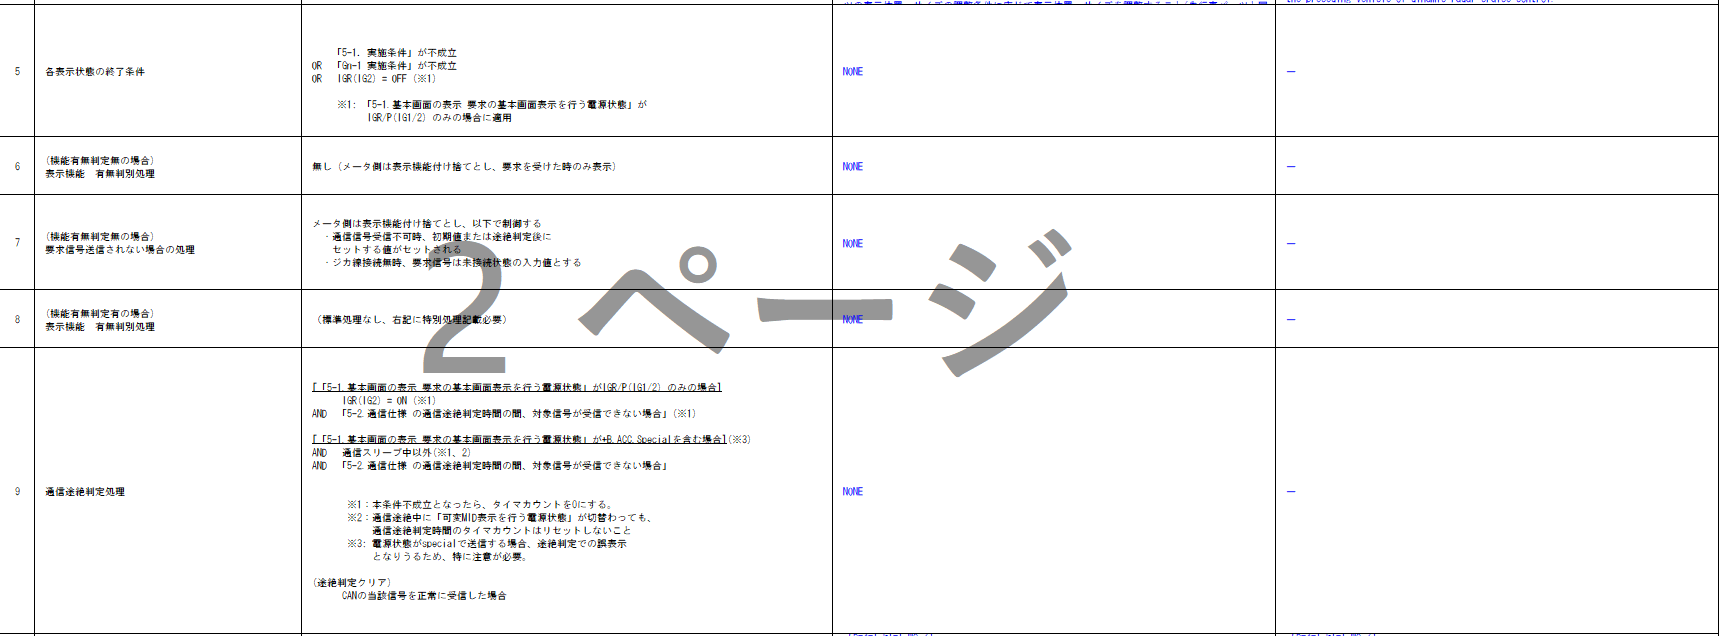 5
各表示状態の終了条件
「5-1. 実施条件」が不成立
OR 「Gn-1 実施条件」が不成立
OR IGR(IG2) = OFF (※1)
※1: 「5-1.基本画面の表示 要求の基本画面表示を行う電源状態」が
IGR/P(IG1/2) のみの場合に適用
NONE
—
6
(機能有無判定無の場合)
表示機能 有無判別処理
無し (メータ側は表示機能付け捨てとし、要求を受けた時のみ表示)
NONE
—
7
(機能有無判定無の場合)
要求信号送信されない場合の処理
メータ側は表示機能付け捨てとし、以下で制御する
・通信信号受信不可時、初期値または途絶判定後に
セットする値がセットされる
・ジカ線接続無時、要求信号は未接続状態の入力値とする
NONE
—
2 ページ
8
(機能有無判定有の場合)
表示機能 有無判別処理
(標準処理なし、右記に特別処理記載必要)
NONE
—
9
通信途絶判定処理
[「5-1.基本画面の表示 要求の基本画面表示を行う電源状態」がIGR/P(IG1/2) のみの場合]
IGR(IG2) = ON (※1)
AND 「5-2.通信仕様 の通信途絶判定時間の間、対象信号が受信できない場合」(※1)
[「5-1.基本画面の表示 要求の基本画面表示を行う電源状態」が+B.ACC.Specialを含む場合](※3)
AND 通信スリープ中以外(※1、2)
AND 「5-2.通信仕様 の通信途絶判定時間の間、対象信号が受信できない場合」
※1：本条件不成立となったら、タイマカウントを0にする。
※2：通信途絶中に「可変MID表示を行う電源状態」が切替わっても、
通信途絶判定時間のタイマカウントはリセットしないこと
※3: 電源状態がspecialで送信する場合、途絶判定での誤表示
となりうるため、特に注意が必要。
(途絶判定クリア)
CANの当該信号を正常に受信した場合
NONE
—